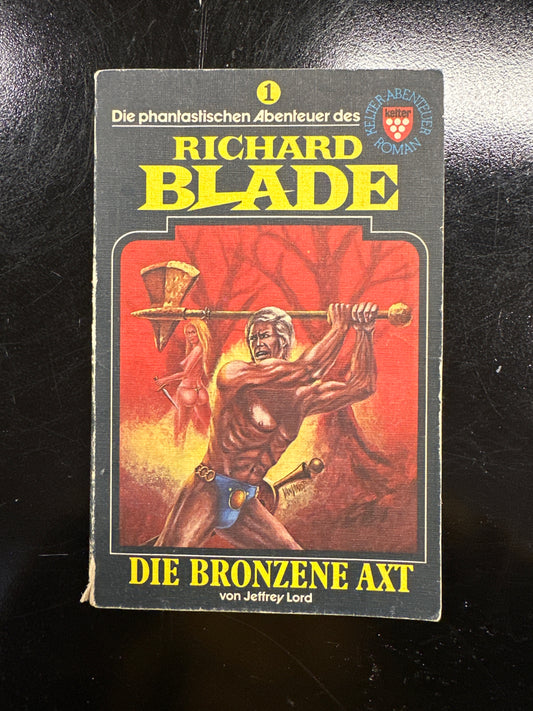 1
Die phantastischen Abenteuer des
KELTER-ABENTEUER
kelter
ROMAN
RICHARD
BLADE
DIE BRONZENE AXT
von Jeffrey Lord